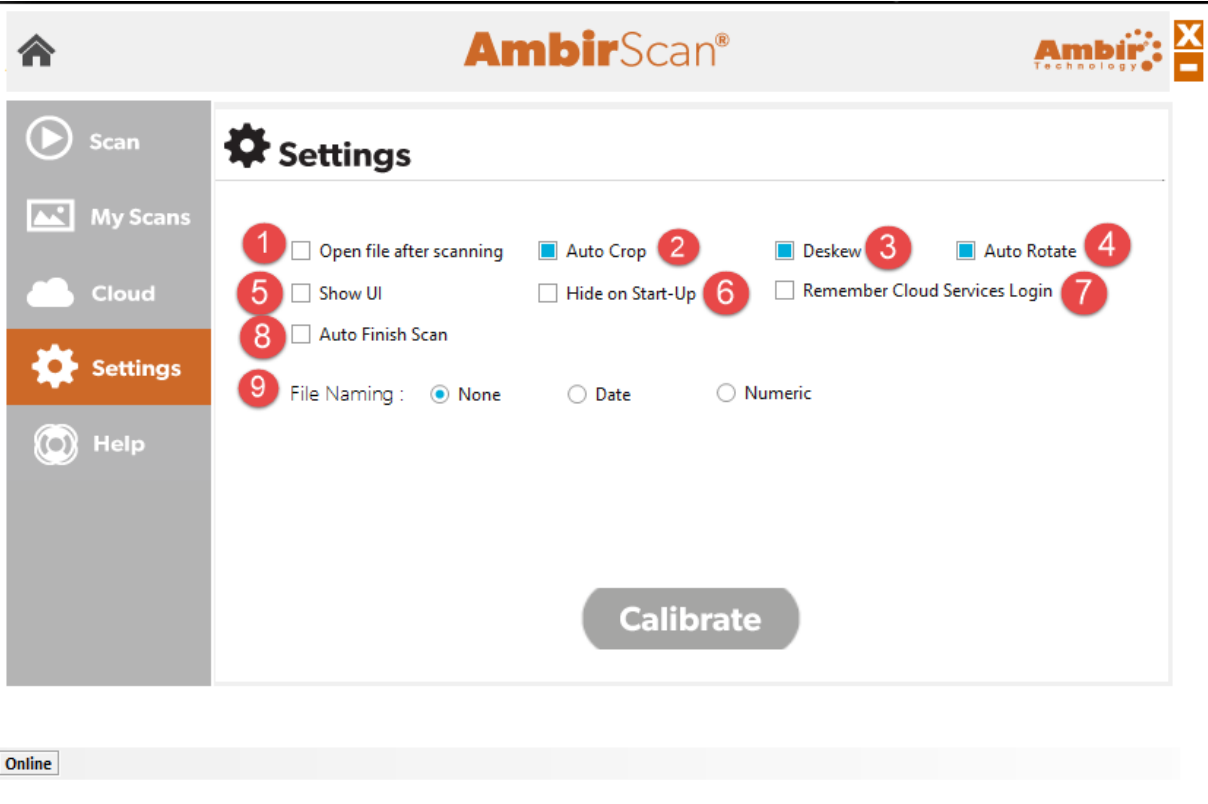 AmbirScan®
Ambir
Technology
X
Scan
My Scans
Cloud
Settings
Help
Settings
1 Open file after scanning Auto Crop 2 Deskew 3 Auto Rotate 4
5 Show UI Hide on Start-Up 6 Remember Cloud Services Login 7
8 Auto Finish Scan
9 File Naming : None Date Numeric
Calibrate
Online